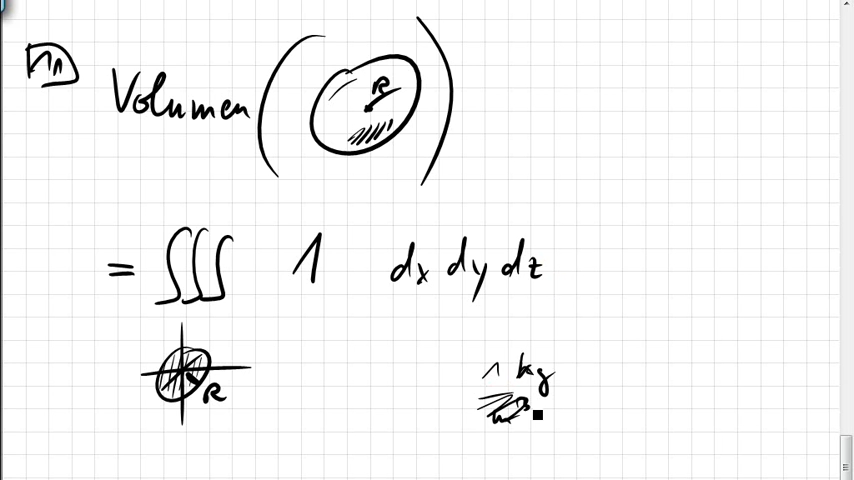 Volumen ( R )
= ∫∫∫ 1 dx dy dz
R
1 kg